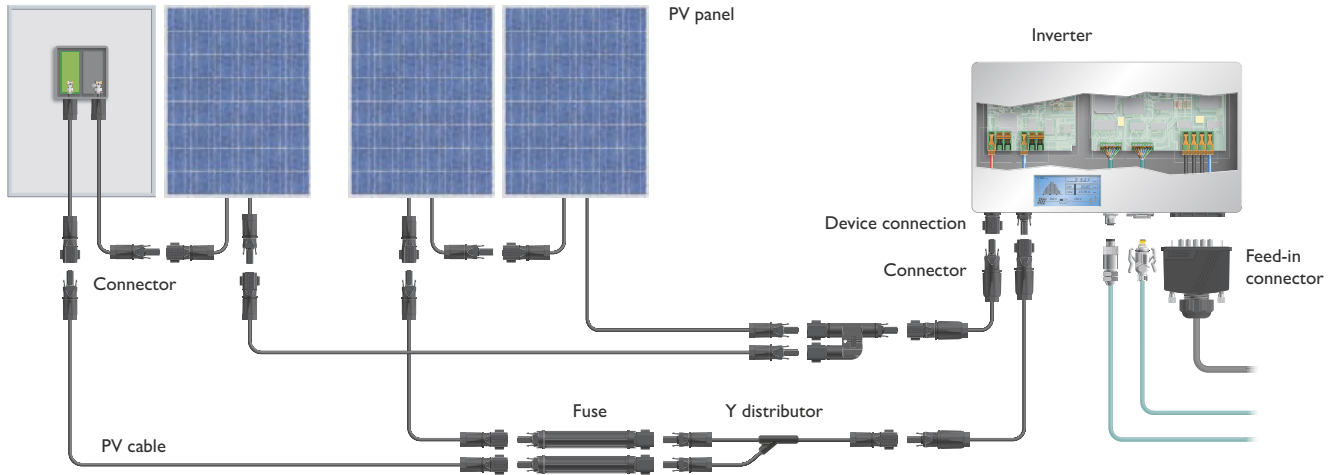 PV panel
Inverter
Device connection
Connector
Feed-in
connector
Connector
Fuse
Y distributor
PV cable